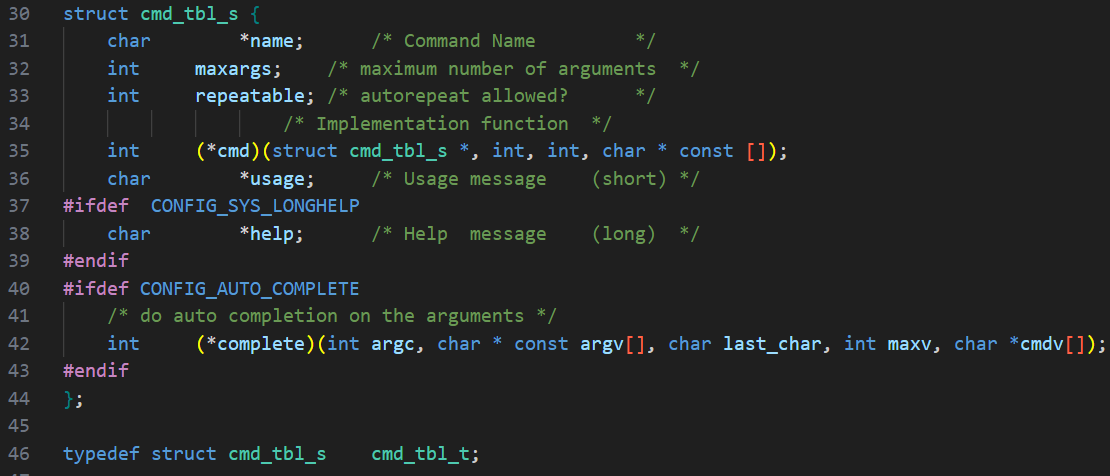 30 struct cmd_tbl_s {
31     char        *name;      /* Command Name         */
32     int     maxargs;    /* maximum number of arguments  */
33     int     repeatable; /* autorepeat allowed?      */
34                     /* Implementation function  */
35     int     (*cmd)(struct cmd_tbl_s *, int, int, char * const []);
36     char        *usage;     /* Usage message    (short) */
37 #ifdef  CONFIG_SYS_LONGHELP
38     char        *help;      /* Help  message    (long)  */
39 #endif
40 #ifdef CONFIG_AUTO_COMPLETE
41     /* do auto completion on the arguments */
42     int     (*complete)(int argc, char * const argv[], char last_char, int maxv, char *cmdv[]);
43 #endif
44 };
45
46 typedef struct cmd_tbl_s    cmd_tbl_t;